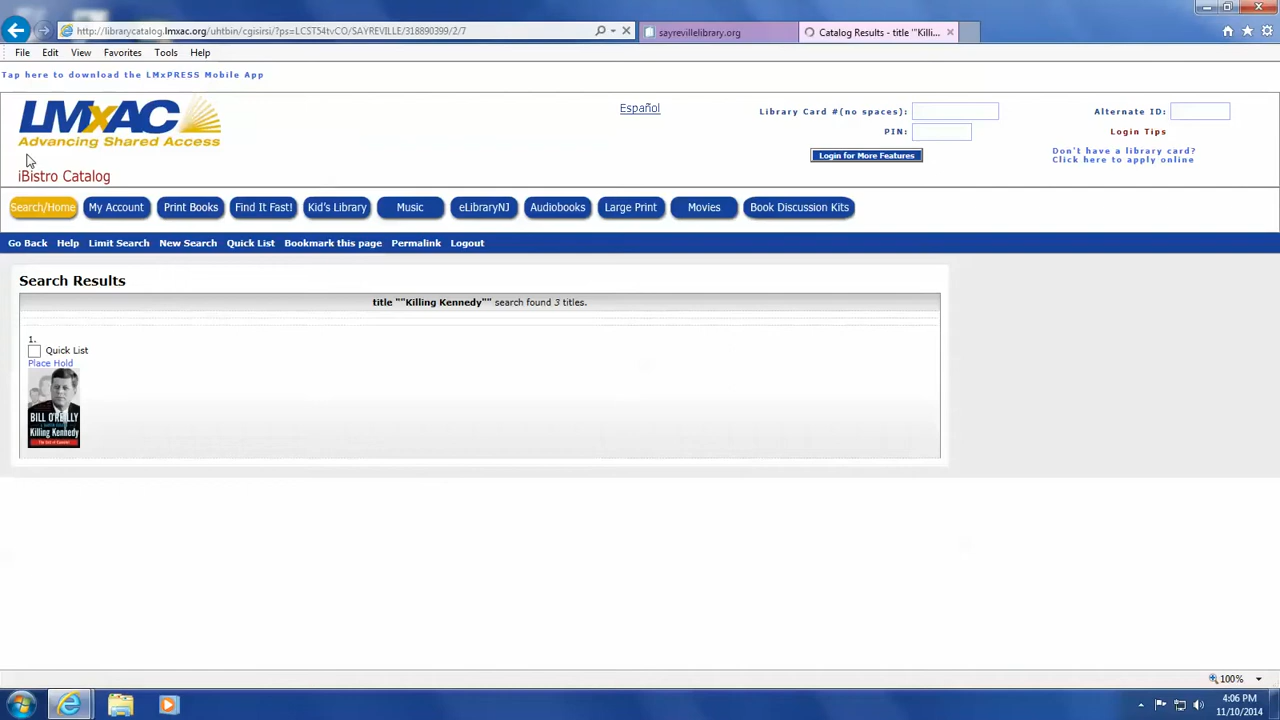 http://librarycatalog.lmxac.org/uhtbin/cgisirsi/?ps=LCST54tvCO/SAYREVILLE/318890399/2/7
sayrevillelibrary.org
Catalog Results - title ""Killi...
File Edit View Favorites Tools Help
Tap here to download the LMxPRESS Mobile App
LMxAC
Advancing Shared Access
iBistro Catalog
Español
Library Card #(no spaces):
PIN:
Login for More Features
Alternate ID:
Login Tips
Don't have a library card?
Click here to apply online
Search/Home My Account Print Books Find It Fast! Kid's Library Music eLibraryNJ Audiobooks Large Print Movies Book Discussion Kits
Go Back Help Limit Search New Search Quick List Bookmark this page Permalink Logout
Search Results
title ""Killing Kennedy"" search found 3 titles.
1.
Quick List
Place Hold
BILL O'REILLY
Killing Kennedy
100%
4:06 PM
11/10/2014